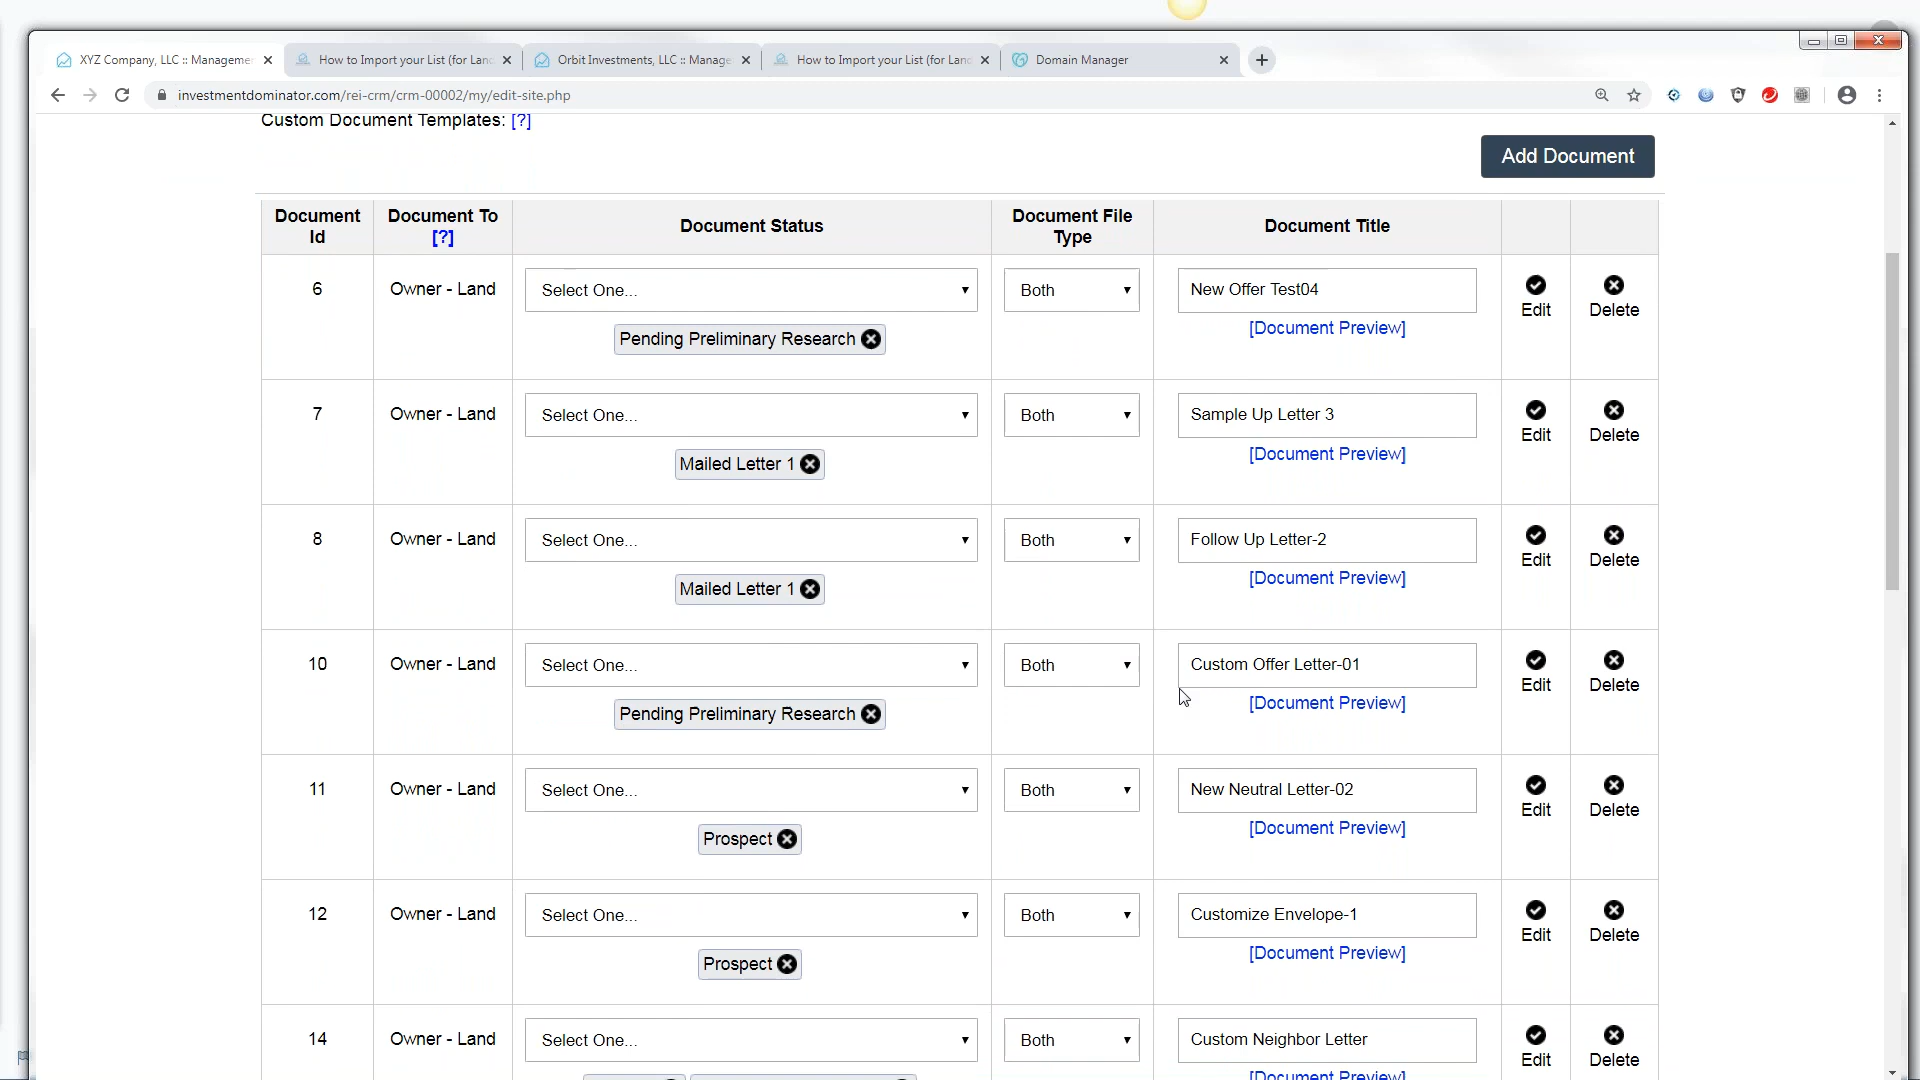 XYZ Company, LLC :: Manageme
How to Import your List (for Lan
Orbit Investments, LLC :: Manage
How to Import your List (for Lan
Domain Manager
investmentdominator.com/rei-crm/crm-00002/my/edit-site.php
Custom Document Templates: [?]
Add Document
Document Id
Document To [?]
Document Status
Document File Type
Document Title
6
Owner - Land
Select One...
Both
New Offer Test04
Edit
Delete
Pending Preliminary Research
[Document Preview]
7
Owner - Land
Select One...
Both
Sample Up Letter 3
Edit
Delete
Mailed Letter 1
[Document Preview]
8
Owner - Land
Select One...
Both
Follow Up Letter-2
Edit
Delete
Mailed Letter 1
[Document Preview]
10
Owner - Land
Select One...
Both
Custom Offer Letter-01
Edit
Delete
Pending Preliminary Research
[Document Preview]
11
Owner - Land
Select One...
Both
New Neutral Letter-02
Edit
Delete
Prospect
[Document Preview]
12
Owner - Land
Select One...
Both
Customize Envelope-1
Edit
Delete
Prospect
[Document Preview]
14
Owner - Land
Select One...
Both
Custom Neighbor Letter
Edit
Delete
[Document Preview]